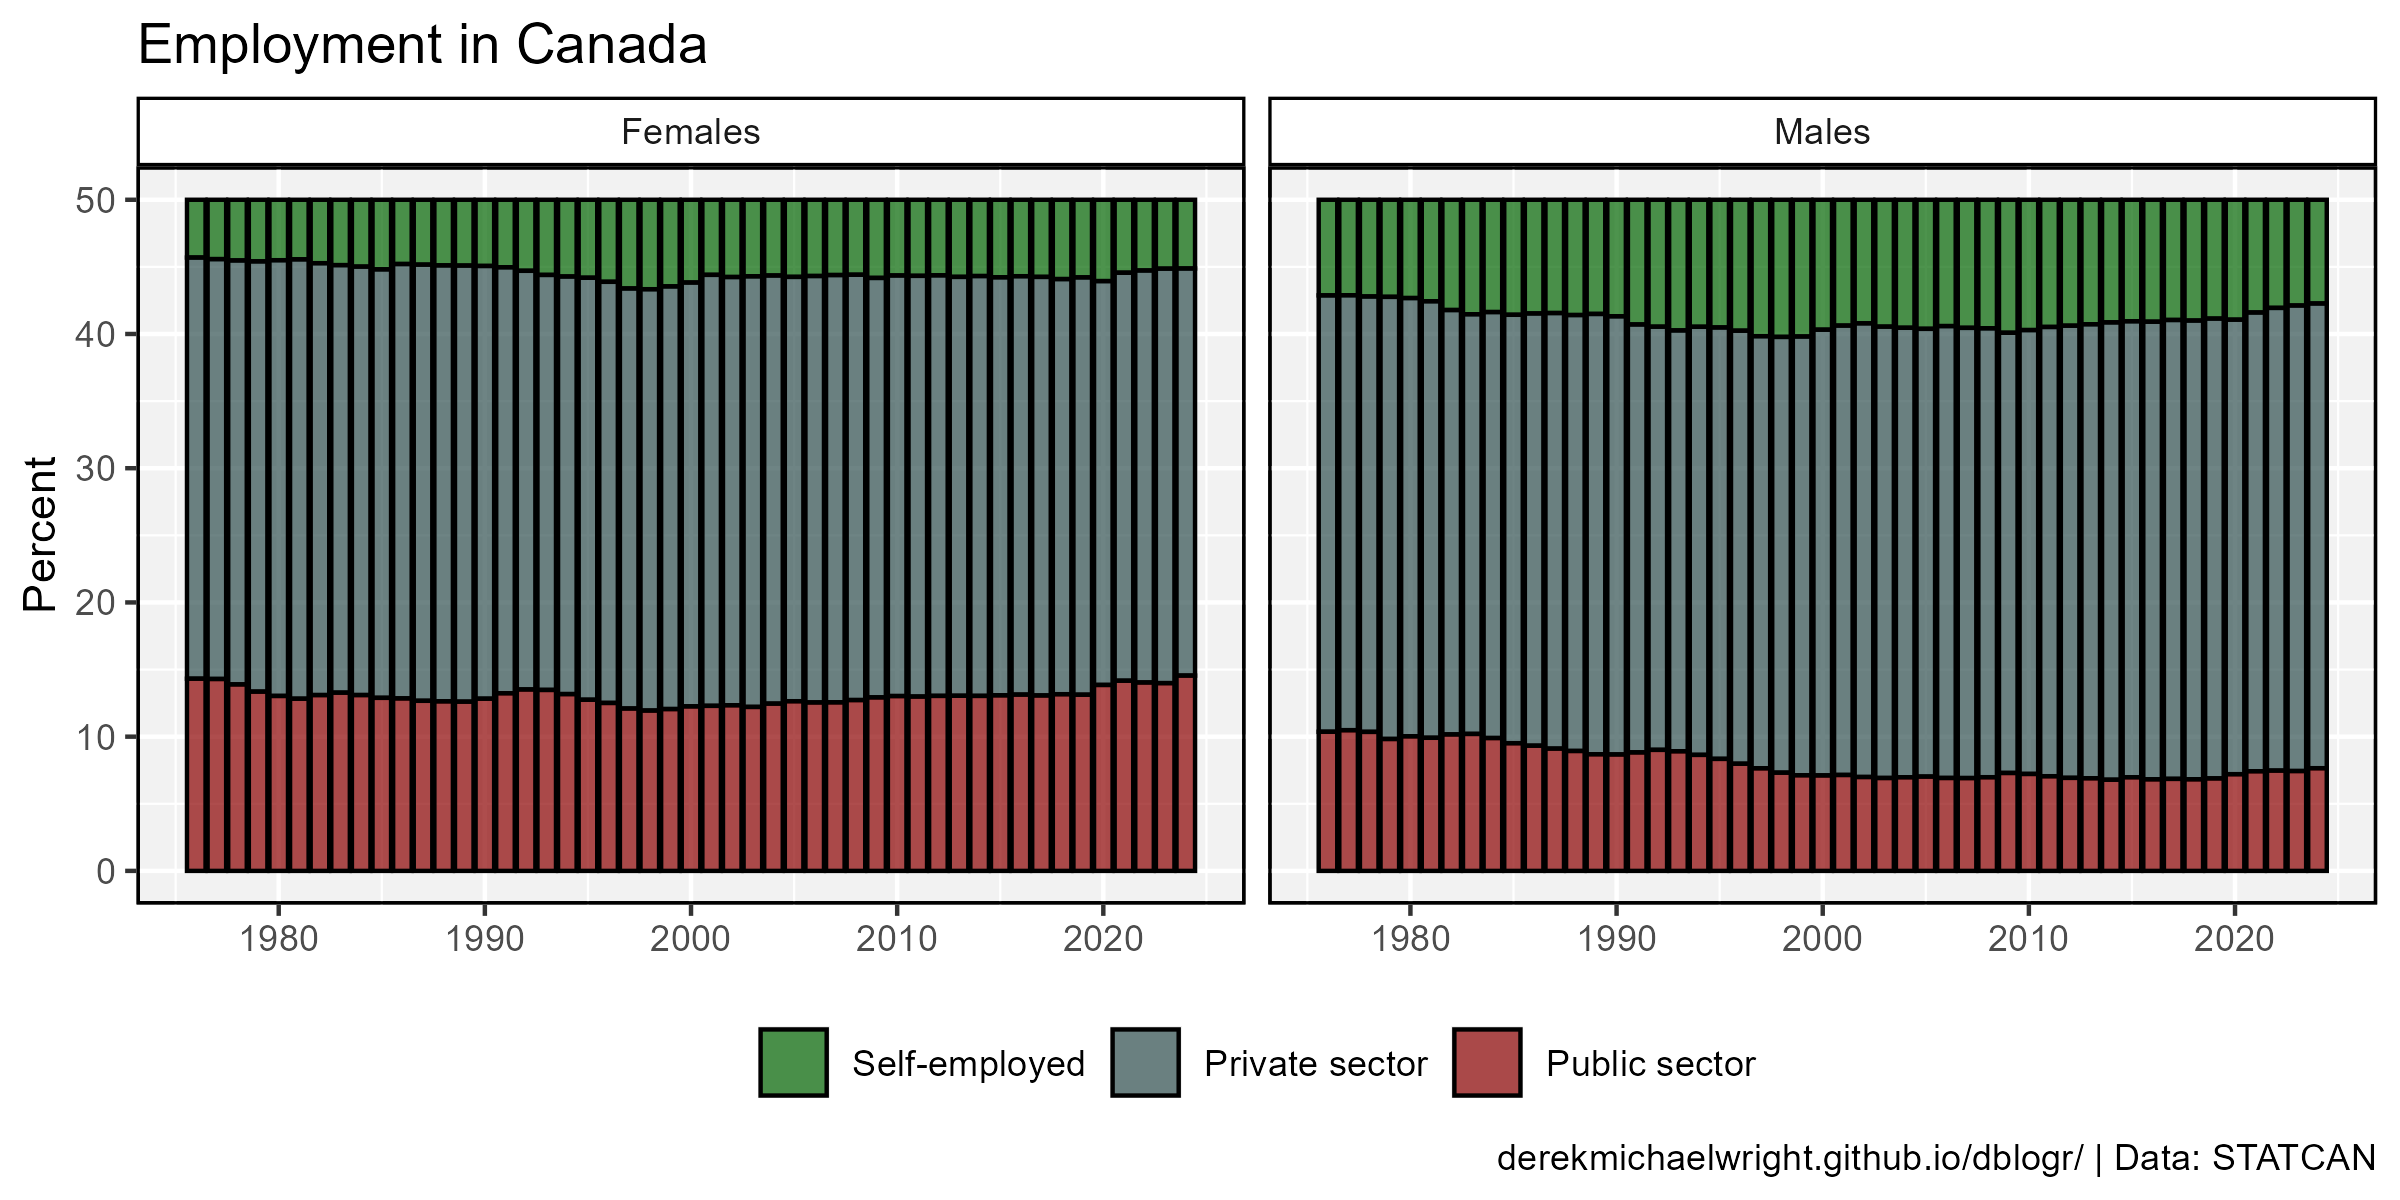 Employment in Canada
Females
Males
Percent
50
40
30
20
10
0
1980 1990 2000 2010 2020
1980 1990 2000 2010 2020
Self-employed Private sector Public sector
derekmichaelwright.github.io/dblogr/ | Data: STATCAN